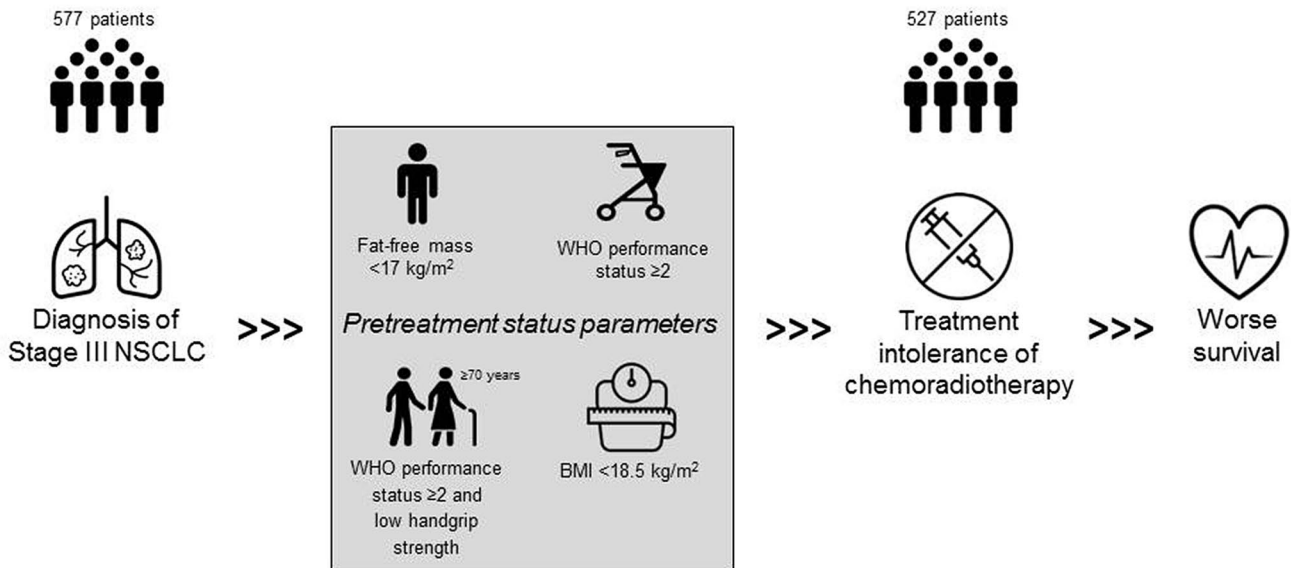 577 patients
527 patients
Diagnosis of
Stage III NSCLC
>>>
Fat-free mass
<17 kg/m²
WHO performance
status ≥2
Pretreatment status parameters
≥70 years
WHO performance
status ≥2 and
low handgrip
strength
BMI <18.5 kg/m²
>>>
Treatment
intolerance of
chemoradiotherapy
>>>
Worse
survival